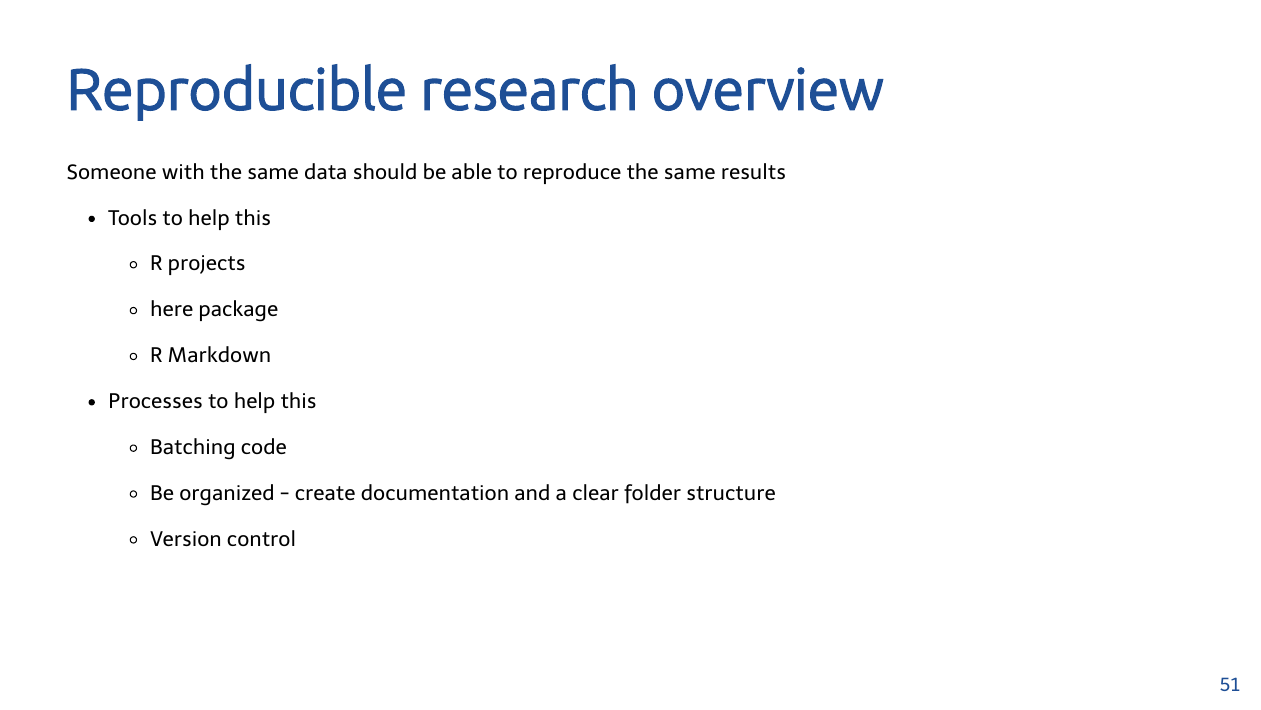 Reproducible research overview
Someone with the same data should be able to reproduce the same results
• Tools to help this
◦ R projects
◦ here package
◦ R Markdown
• Processes to help this
◦ Batching code
◦ Be organized - create documentation and a clear folder structure
◦ Version control
51